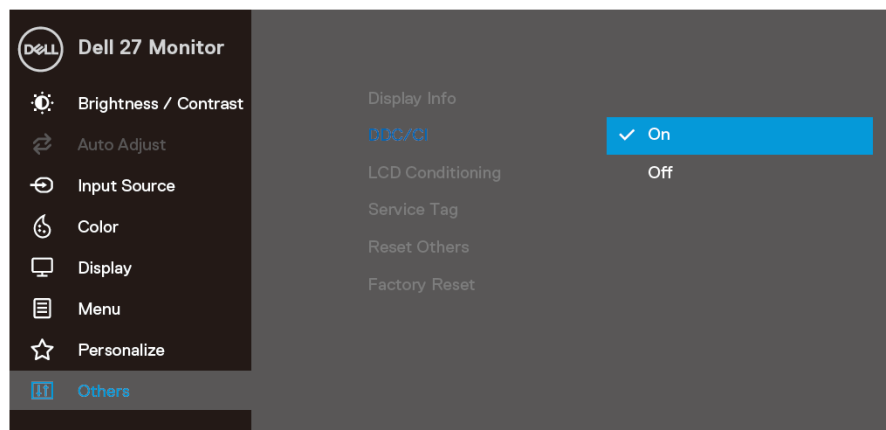 DELL
Dell 27 Monitor
Brightness / Contrast
Auto Adjust
Input Source
Color
Display
Menu
Personalize
Others
Display Info
DDC/CI
LCD Conditioning
Service Tag
Reset Others
Factory Reset
On
Off